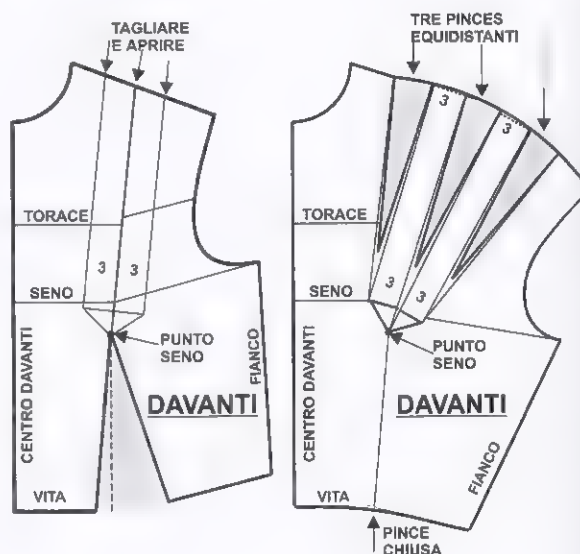 TAGLIARE
E APRIRE
TORACE
3 3
SENO
PUNTO
SENO
CENTRO DAVANTI
FIANCO
DAVANTI
VITA
TRE PINCES
EQUIDISTANTI
3
3
TORACE
3
SENO
3
PUNTO
SENO
CENTRO DAVANTI
DAVANTI
FIANCO
VITA
PINCE
CHIUSA